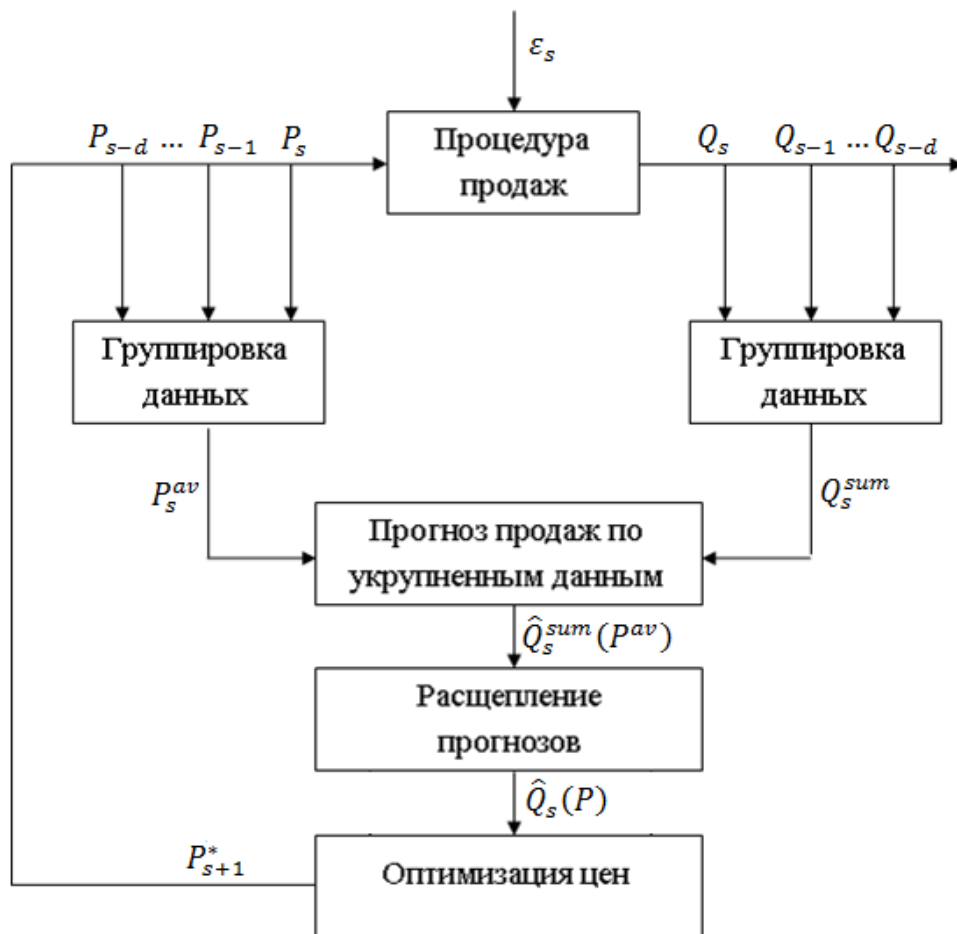 ε_s
P_{s-d} ... P_{s-1} P_s
Процедура
продаж
Q_s Q_{s-1} ... Q_{s-d}
Группировка
данных
Группировка
данных
P_s^{av}
Q_s^{sum}
Прогноз продаж по
укрупненным данным
Q̂_s^{sum}(P^{av})
Расщепление
прогнозов
Q̂_s(P)
P_{s+1}^*
Оптимизация цен